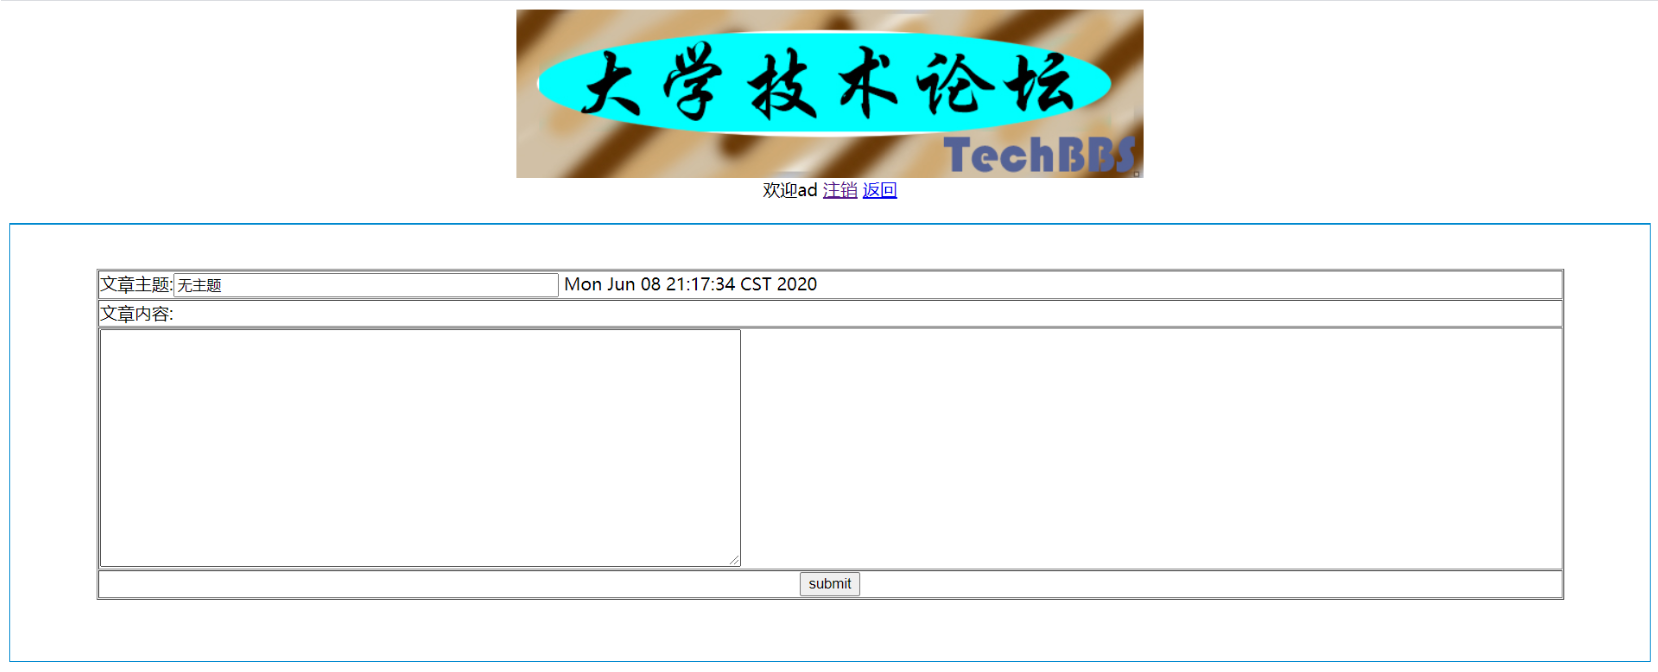 大学技术论坛
TechBBS
欢迎ad 注销 返回
文章主题:无主题 Mon Jun 08 21:17:34 CST 2020
文章内容:
submit